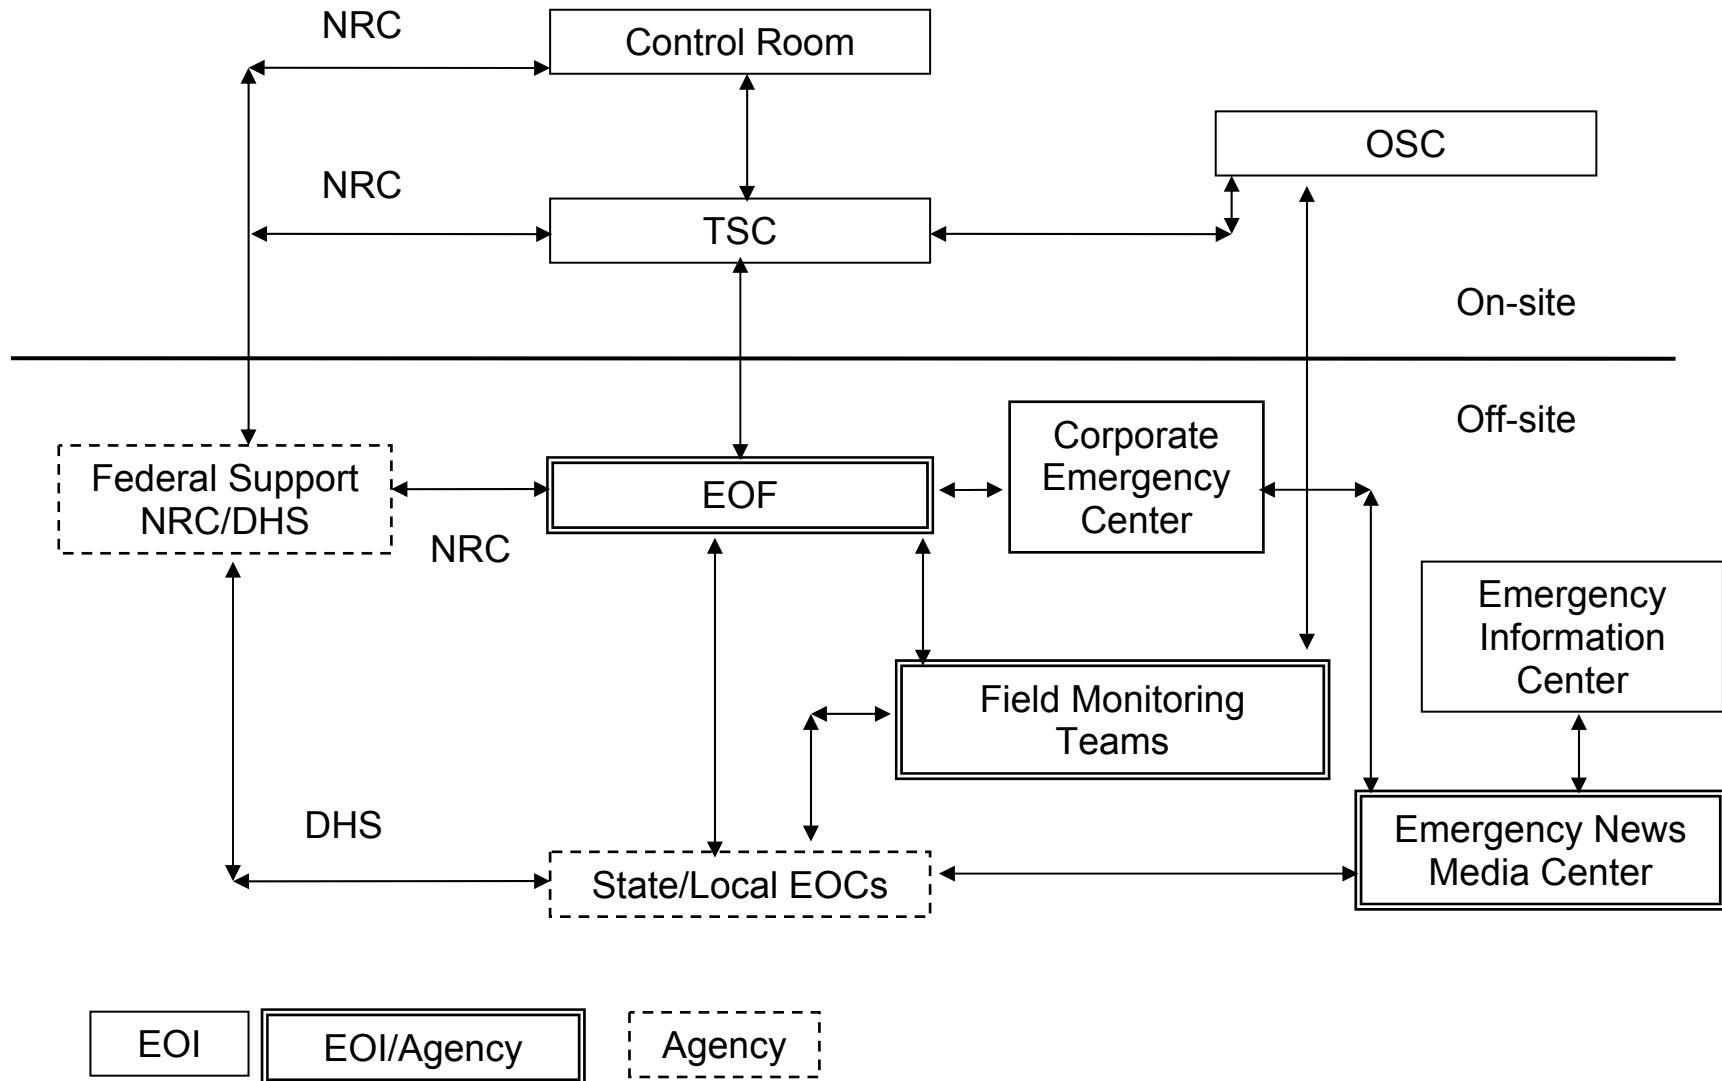 NRC
Control Room
OSC
NRC
TSC
On-site
Off-site
Corporate
Emergency
Center
Federal Support
NRC/DHS
EOF
NRC
Emergency
Information
Center
Field Monitoring
Teams
DHS
Emergency News
Media Center
State/Local EOCs
EOI
EOI/Agency
Agency